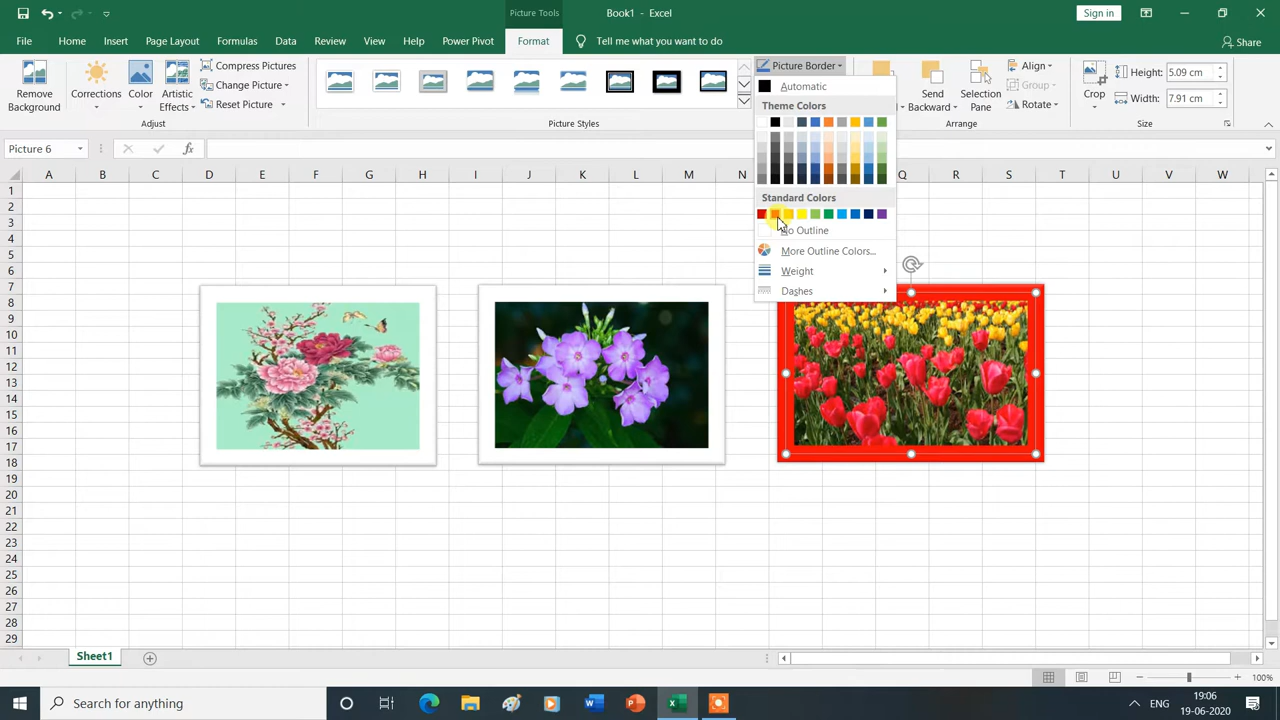 Picture Tools
Book1 - Excel
Sign in
File Home Insert Page Layout Formulas Data Review View Help Power Pivot Format Tell me what you want to do
Share
Remove Background
Corrections
Color
Artistic Effects
Compress Pictures
Change Picture
Reset Picture
Adjust
Picture Styles
Picture Border
Send Backward
Selection Pane
Align
Group
Rotate
Arrange
Crop
Height: 5.09 cm
Width: 7.91 cm
Size
Automatic
Theme Colors
Standard Colors
No Outline
More Outline Colors...
Weight
Dashes
Picture 6
fx
A B C D E F G H I J K L M N Q R S T U V W
1
2
3
4
5
6
7
8
9
10
11
12
13
14
15
16
17
18
19
20
21
22
23
24
25
26
27
28
29
Sheet1
100%
Search for anything
ENG
19:06
19-06-2020